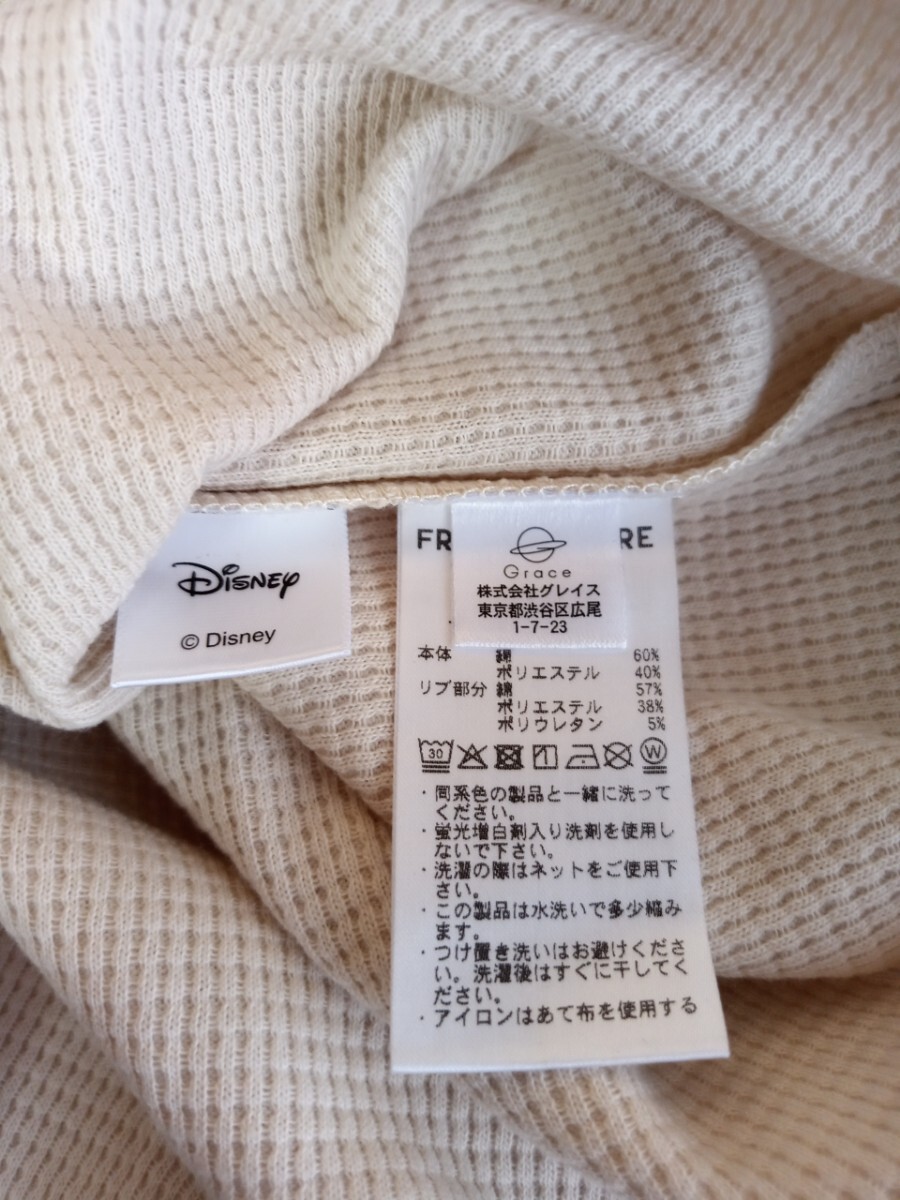 Disney
© Disney
FR
RE
Grace
株式会社グレイス
東京都渋谷区広尾
1-7-23
本体 綿 60%
ポリエステル 40%
リブ部分 綿 57%
ポリエステル 38%
ポリウレタン 5%
30 W
・同系色の製品と一緒に洗って
ください。
・蛍光増白剤入り洗剤を使用し
ないで下さい。
・洗濯の際はネットをご使用下
さい。
・この製品は水洗いで多少縮み
ます。
・つけ置き洗いはお避けくださ
い。洗濯後はすぐに干してく
ださい。
・アイロンはあて布を使用する